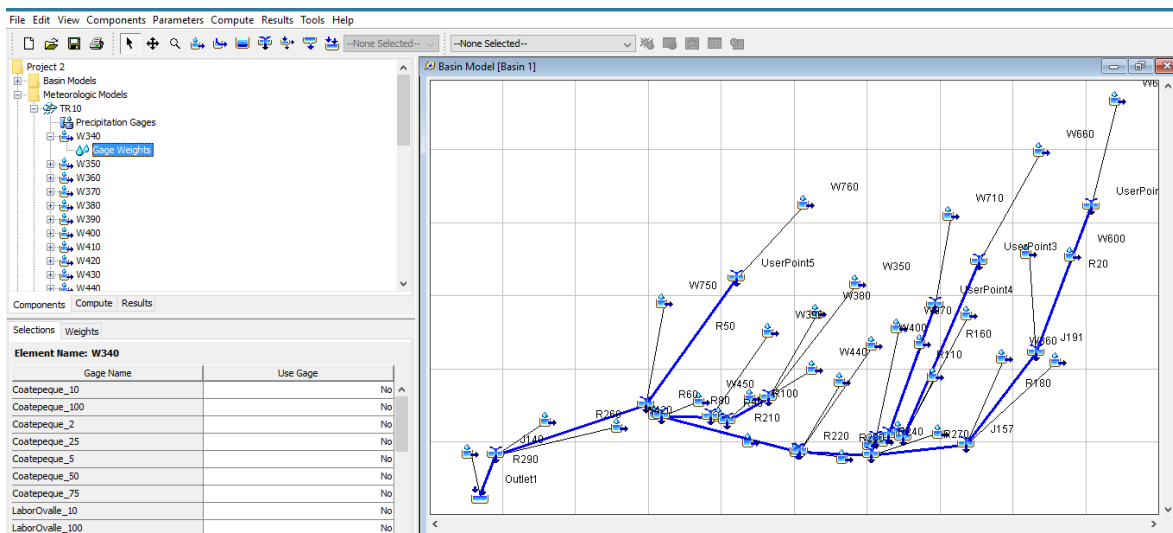 File Edit View Components Parameters Compute Results Tools Help
--None Selected--
--None Selected--
Project 2
Basin Models
Meteorologic Models
TR10
Precipitation Gages
W340
Gage Weights
W350
W360
W370
W380
W390
W400
W410
W420
W430
W440
Components Compute Results
Selections Weights
Element Name: W340
Gage Name Use Gage
Coatepeque_10 No
Coatepeque_100 No
Coatepeque_2 No
Coatepeque_25 No
Coatepeque_5 No
Coatepeque_50 No
Coatepeque_75 No
LaborOvalle_10 No
LaborOvalle_100 No
Basin Model [Basin 1]
W660
W760
UserPoin
W710
W600
UserPoint3
UserPoint5
W350
R20
W750
UserPoint4
W380
R50
W400
R160
J191
W440
R110
R180
R60
W450
R100
R260
R210
J140
R220
R240
R270
J157
R290
Outlet1